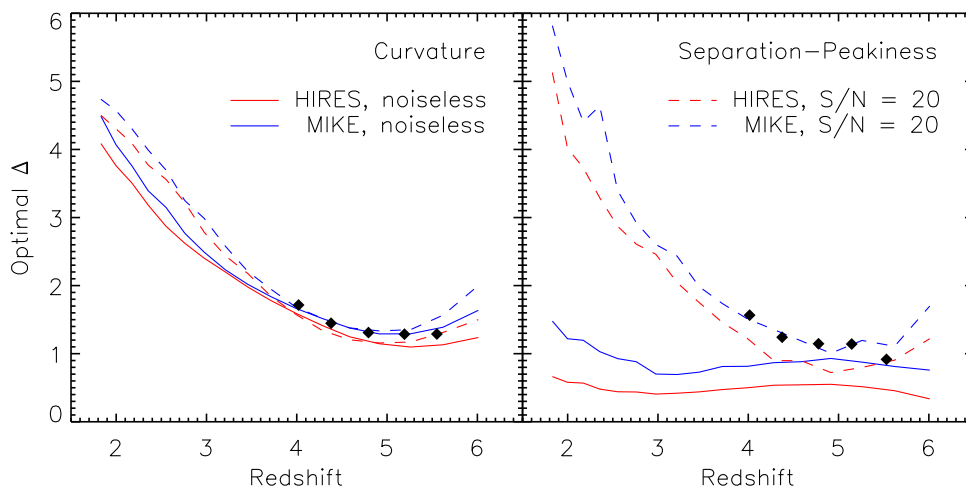 Curvature
HIRES, noiseless
MIKE, noiseless
Separation-Peakiness
HIRES, S/N = 20
MIKE, S/N = 20
Optimal Δ
6
5
4
3
2
1
0
2 3 4 5 6
2 3 4 5 6
Redshift
Redshift